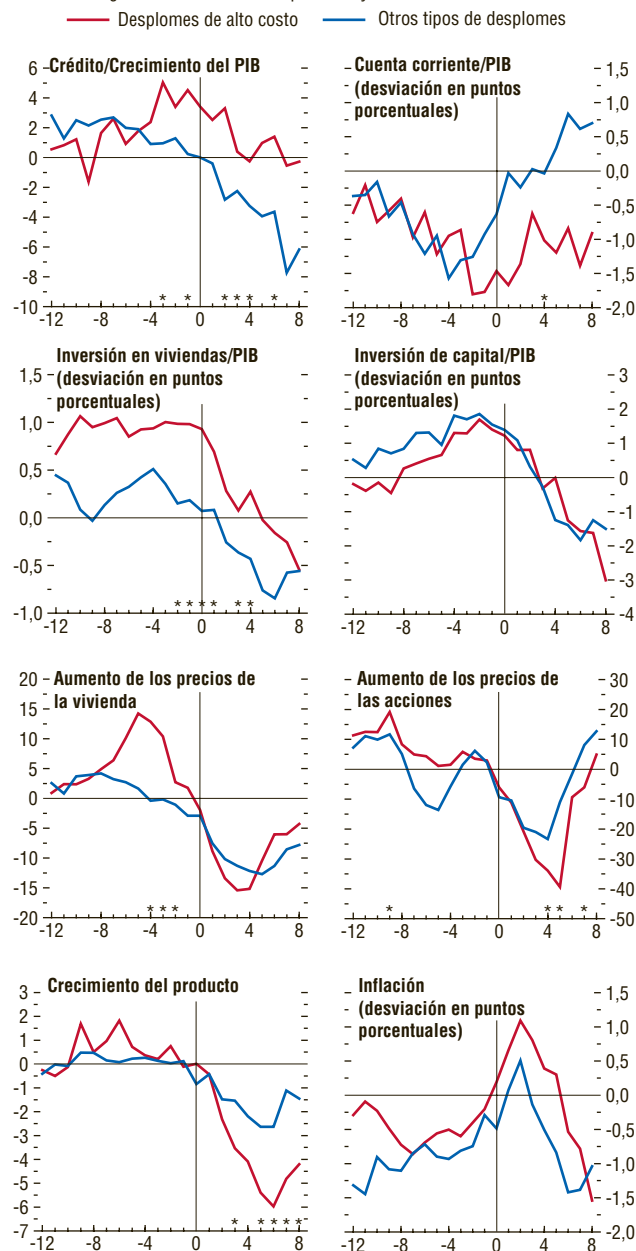 Desplomes de alto costo Otros tipos de desplomes
Crédito/Crecimiento del PIB
6
4
2
0
-2
-4
-6
-8
-10
* * * * * *
-12 -8 -4 0 4 8
Cuenta corriente/PIB
(desviación en puntos
porcentuales)
1,5
1,0
0,5
0,0
-0,5
-1,0
-1,5
-2,0
*
-12 -8 -4 0 4 8
Inversión en viviendas/PIB
(desviación en puntos
porcentuales)
1,5
1,0
0,5
0,0
-0,5
-1,0
* * * * * *
-12 -8 -4 0 4 8
Inversión de capital/PIB
(desviación en puntos
porcentuales)
3
2
1
0
-1
-2
-3
-4
-12 -8 -4 0 4 8
Aumento de los precios de
la vivienda
20
15
10
5
0
-5
-10
-15
-20
* * *
-12 -8 -4 0 4 8
Aumento de los precios de
las acciones
30
20
10
0
-10
-20
-30
-40
-50
* * * *
-12 -8 -4 0 4 8
Crecimiento del producto
3
2
1
0
-1
-2
-3
-4
-5
-6
-7
* * * * *
-12 -8 -4 0 4 8
Inflación
(desviación en puntos
porcentuales)
1,5
1,0
0,5
0,0
-0,5
-1,0
-1,5
-2,0
-12 -8 -4 0 4 8